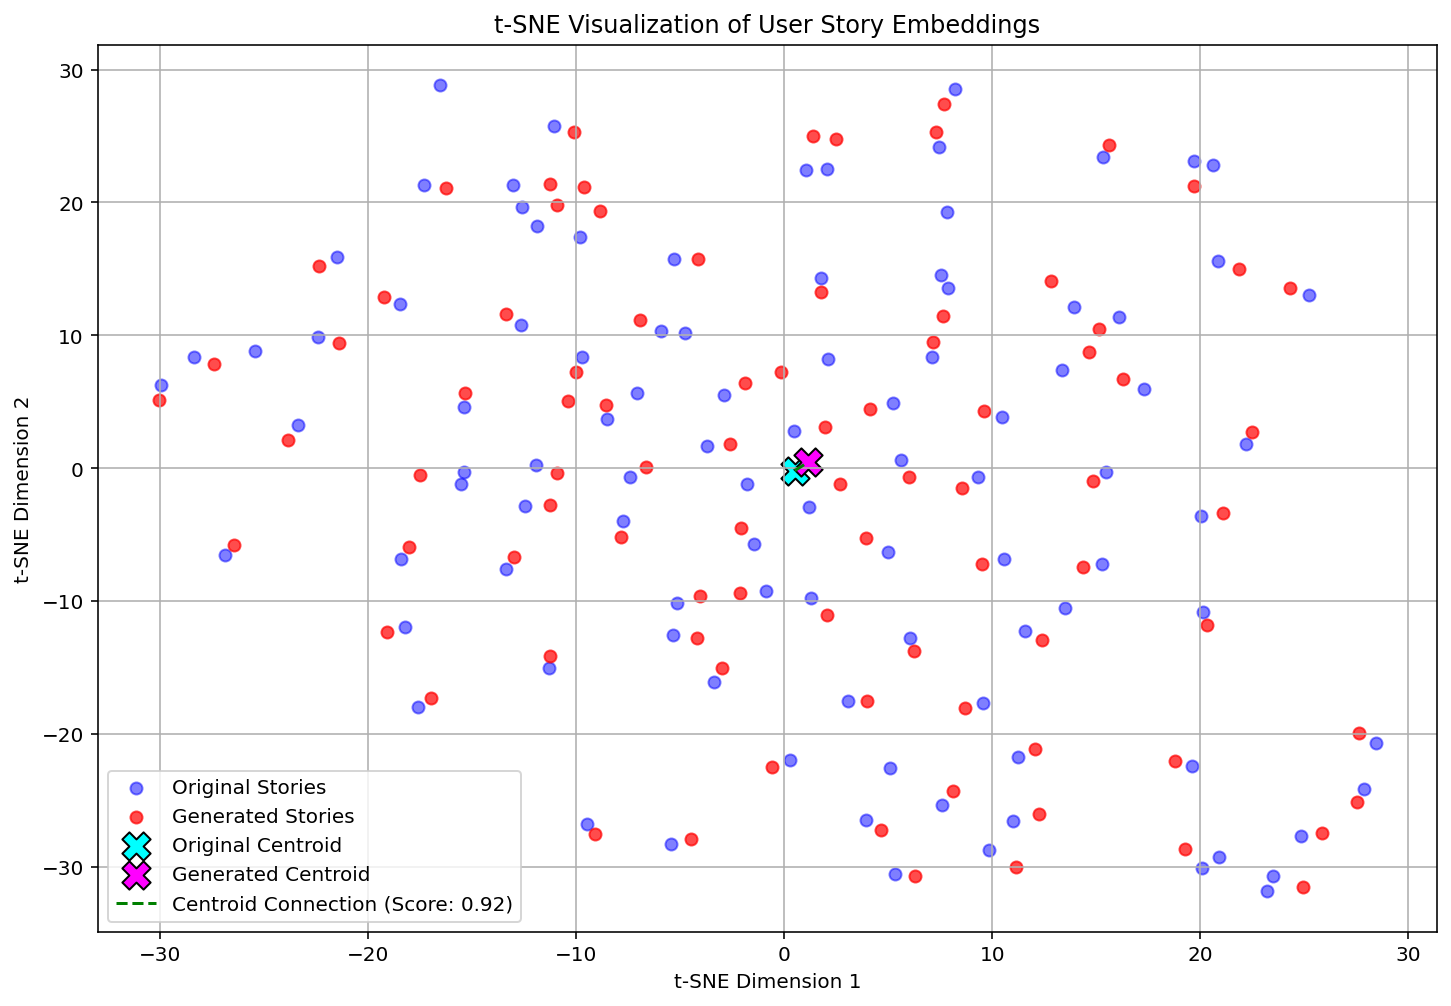 t-SNE Visualization of User Story Embeddings
t-SNE Dimension 2
30
20
10
0
−10
−20
−30
Original Stories
Generated Stories
Original Centroid
Generated Centroid
Centroid Connection (Score: 0.92)
−30 −20 −10 0 10 20 30
t-SNE Dimension 1